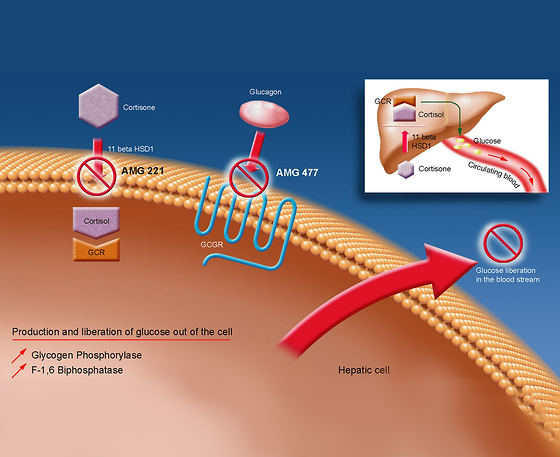 Cortisone
11 beta HSD1
AMG 221
Cortisol
GCR
Glucagon
AMG 477
GCGR
GCR
Cortisol
11 beta
HSD1
Cortisone
Glucose
Circulating blood
Glucose liberation
in the blood stream
Production and liberation of glucose out of the cell
Glycogen Phosphorylase
F-1,6 Biphosphatase
Hepatic cell